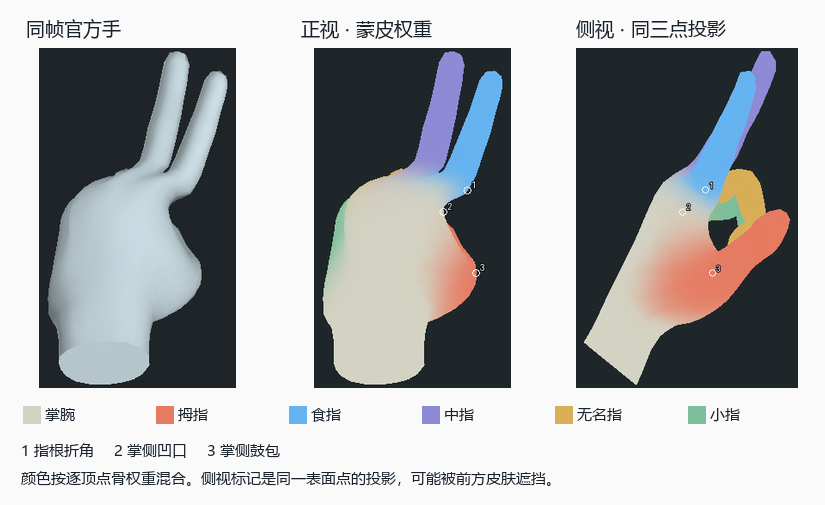 同帧官方手
正视 · 蒙皮权重
侧视 · 同三点投影
1
2
3
1
2
3
掌腕
拇指
食指
中指
无名指
小指
1 指根折角 2 掌侧凹口 3 掌侧鼓包
颜色按逐顶点骨权重混合。侧视标记是同一表面点的投影，可能被前方皮肤遮挡。